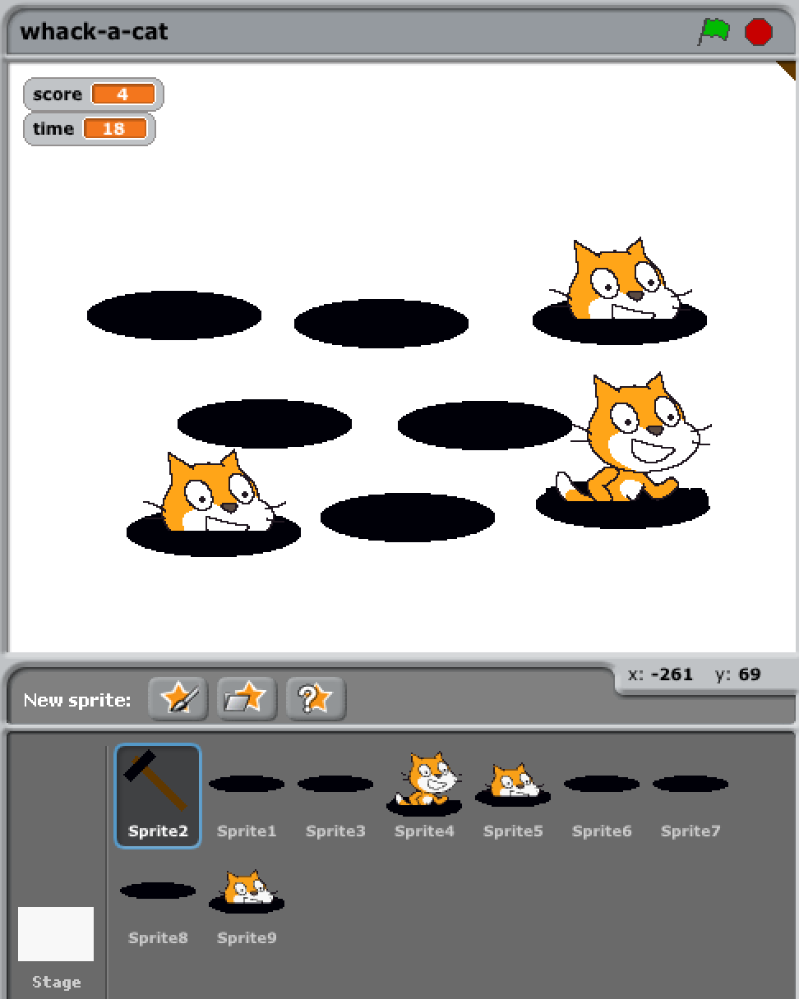 whack-a-cat
score 4
time 18
x: -261 y: 69
New sprite:
Sprite2 Sprite1 Sprite3 Sprite4 Sprite5 Sprite6 Sprite7
Sprite8 Sprite9
Stage